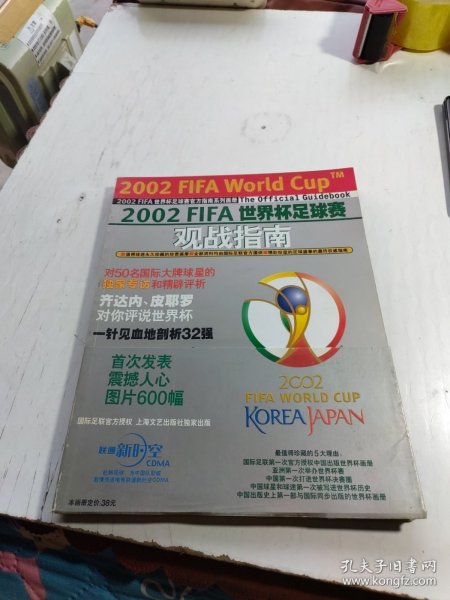 2002 FIFA World Cup™
2002 FIFA 世界杯足球赛官方指南系列画册 The Official Guidebook
2002 FIFA 世界杯足球赛
观战指南
对50名国际大牌球星的
独家专访和精辟评析
齐达内、皮耶罗
对你评说世界杯
一针见血地剖析32强
首次发表
震撼人心
图片600幅
国际足联官方授权 上海文艺出版社独家出版
2002
FIFA WORLD CUP
KOREA JAPAN
联通新时空
CDMA
最值得珍藏的5大理由:
国际足联第一次官方授权中国出版世界杯画册
亚洲第一次举办世界杯赛
中国第一次打进世界杯决赛圈
中国球星和球迷第一次被写进世界杯历史
中国出版史上第一部与国际同步出版的世界杯画册
本画册定价:38元
孔夫子旧书网
www.kongfz.com